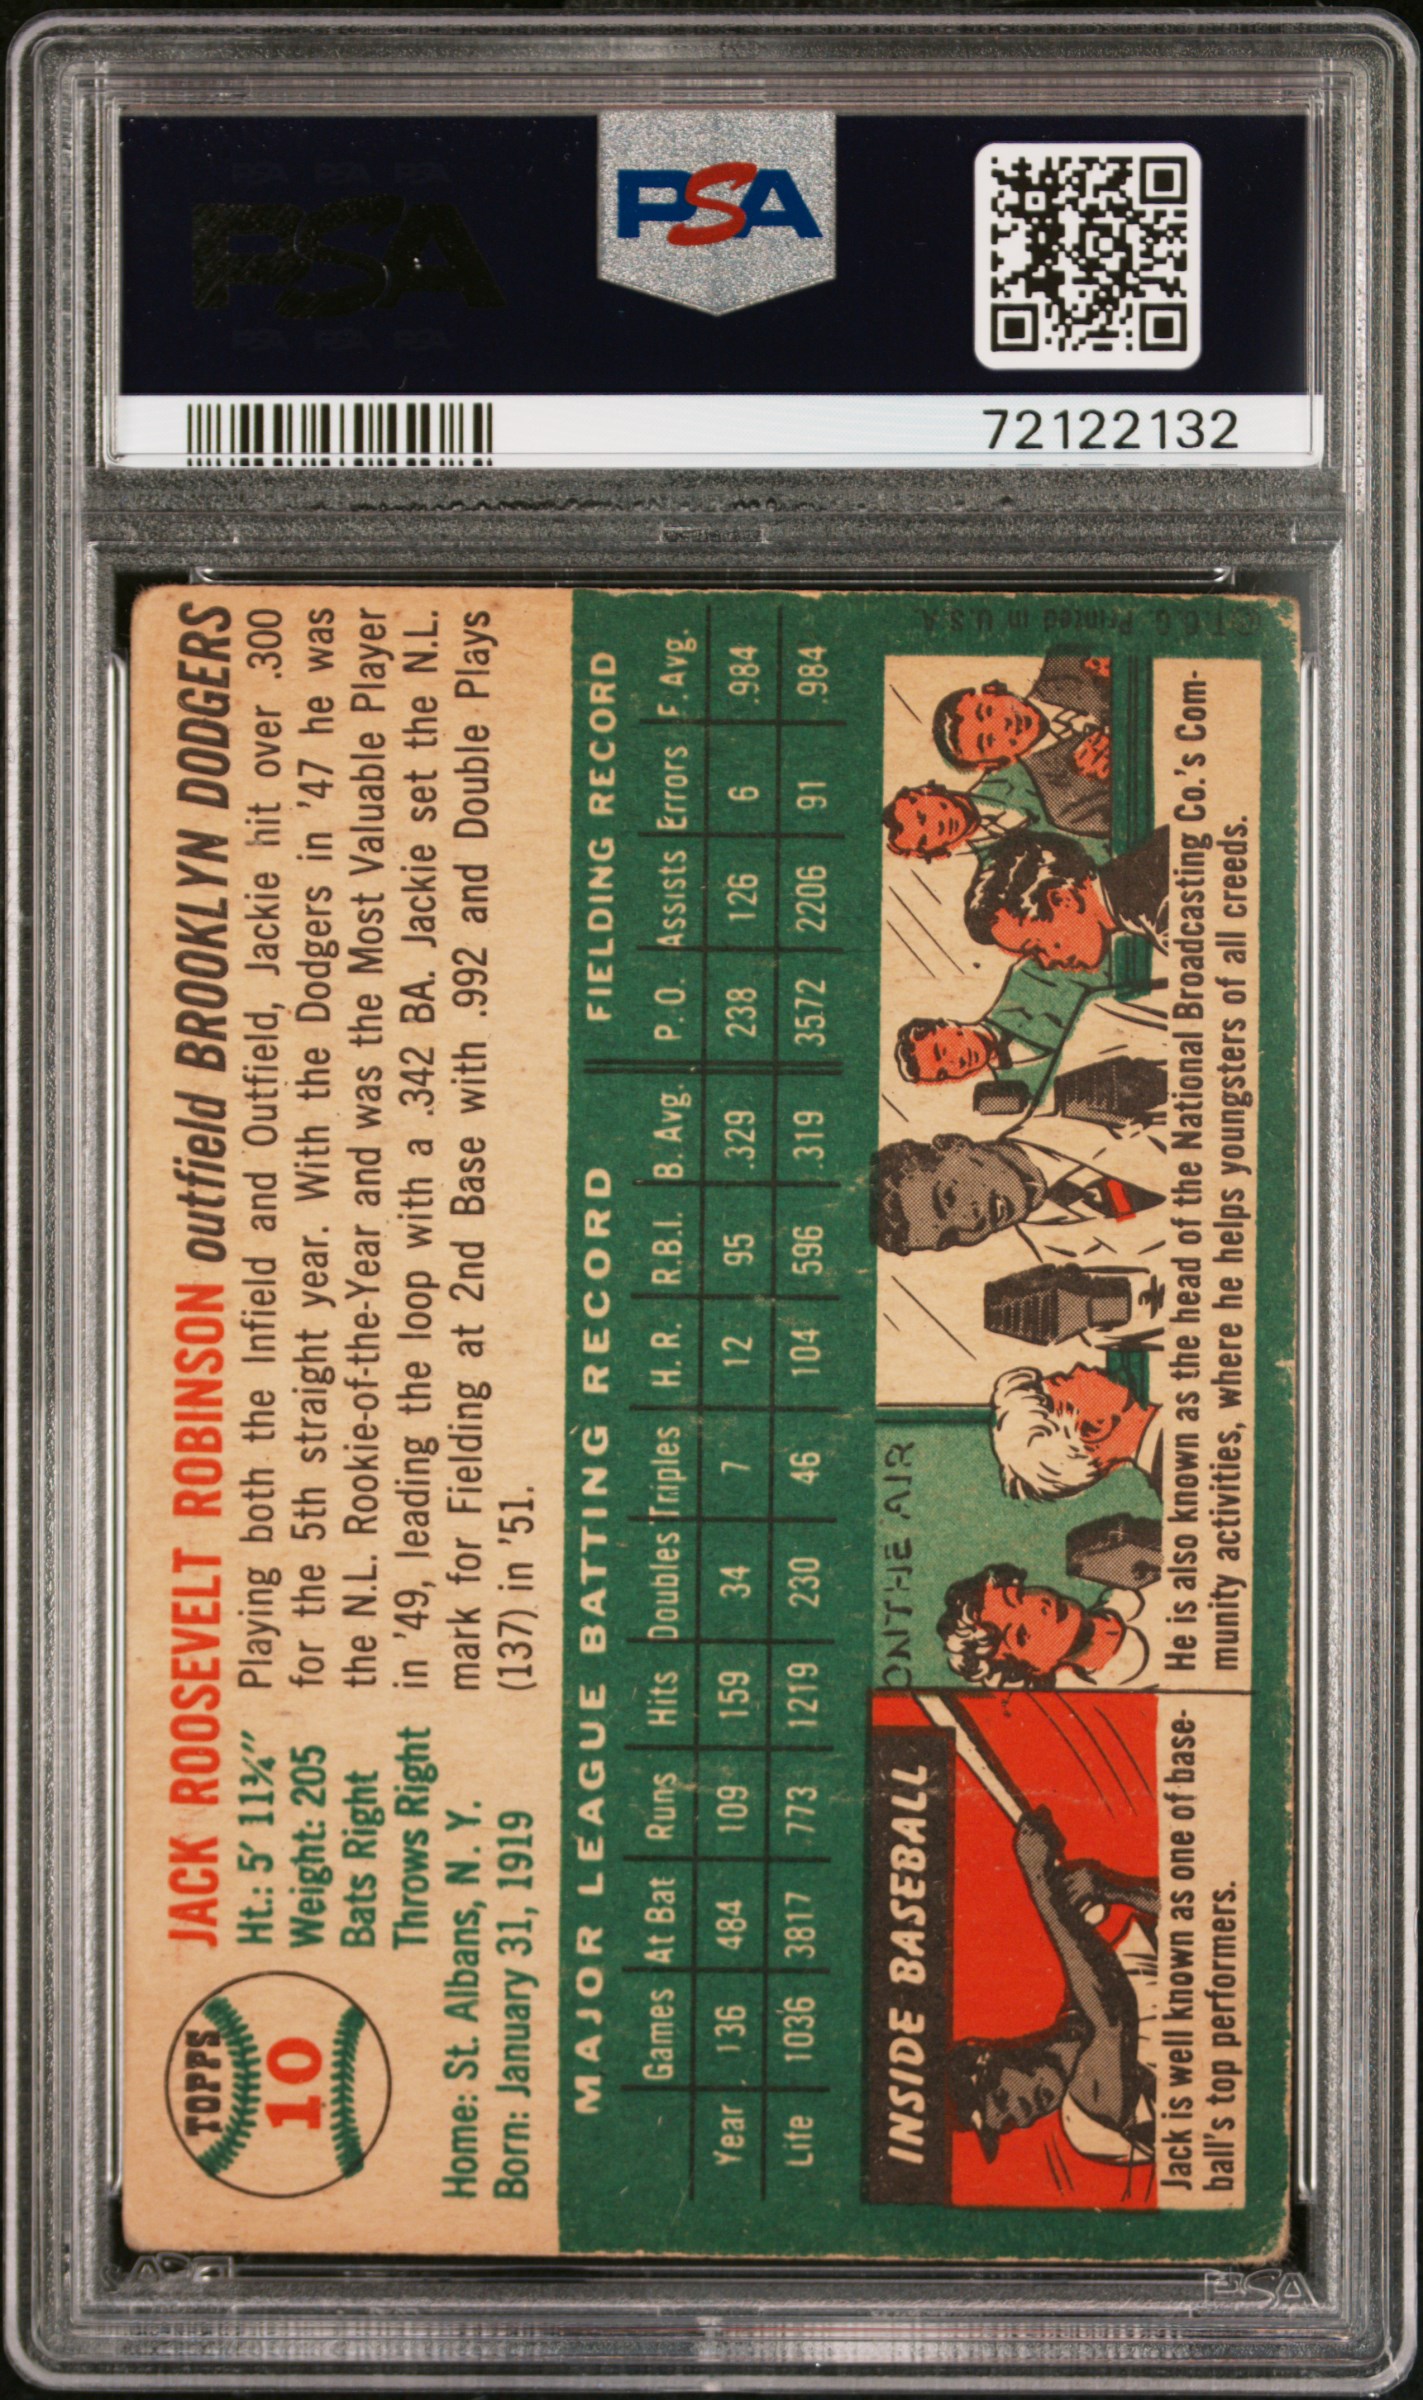 PSA
PSA PSA PSA
PSA
PSA PSA PSA
72122132
TOPPS
10
JACK ROOSEVELT ROBINSON outfield BROOKLYN DODGERS
Ht.: 5' 11¾"
Weight: 205
Bats Right
Throws Right
Home: St. Albans, N. Y.
Born: January 31, 1919
Playing both the Infield and Outfield, Jackie hit over .300
for the 5th straight year. With the Dodgers in '47 he was
the N.L. Rookie-of-the-Year and was the Most Valuable Player
in '49, leading the loop with a .342 BA. Jackie set the N.L.
mark for Fielding at 2nd Base with .992 and Double Plays
(137) in '51.
MAJOR LEAGUE BATTING RECORD FIELDING RECORD
Games At Bat Runs Hits Doubles Triples H. R. R.B.I. B. Avg. P. O. Assists Errors F. Avg.
Year 136 484 109 159 34 7 12 95 .329 238 126 6 .984
Life 1036 3817 773 1219 230 46 104 596 .319 3572 2206 91 .984
INSIDE BASEBALL
Jack is well known as one of base-
ball's top performers.
ON THE AIR
He is also known as the head of the National Broadcasting Co.'s Com-
munity activities, where he helps youngsters of all creeds.
© T. C. G. Printed in U.S.A.
PSA
PSA